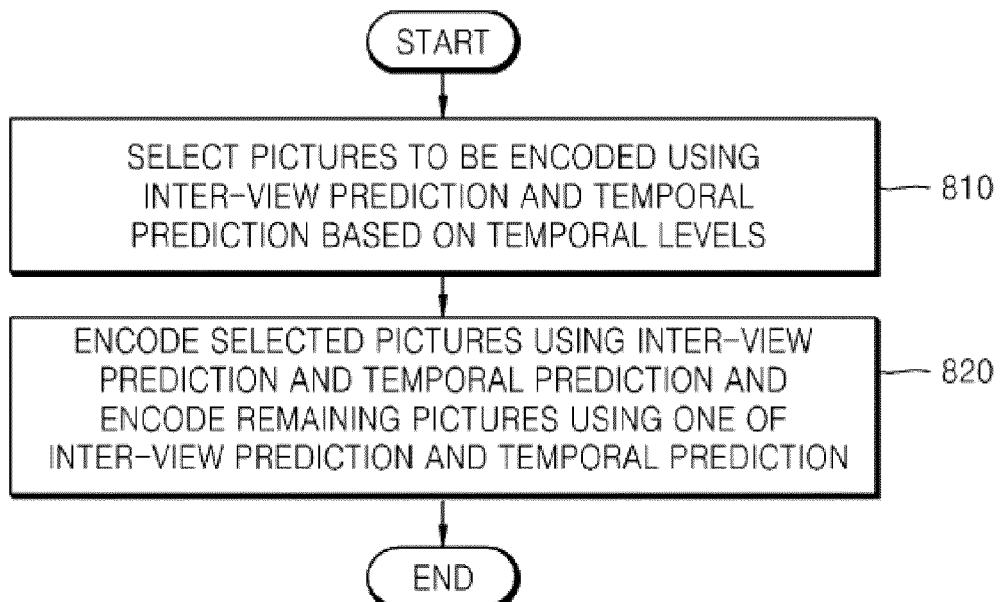 START
SELECT PICTURES TO BE ENCODED USING
INTER-VIEW PREDICTION AND TEMPORAL
PREDICTION BASED ON TEMPORAL LEVELS
810
ENCODE SELECTED PICTURES USING INTER-VIEW
PREDICTION AND TEMPORAL PREDICTION AND
ENCODE REMAINING PICTURES USING ONE OF
INTER-VIEW PREDICTION AND TEMPORAL PREDICTION
820
END